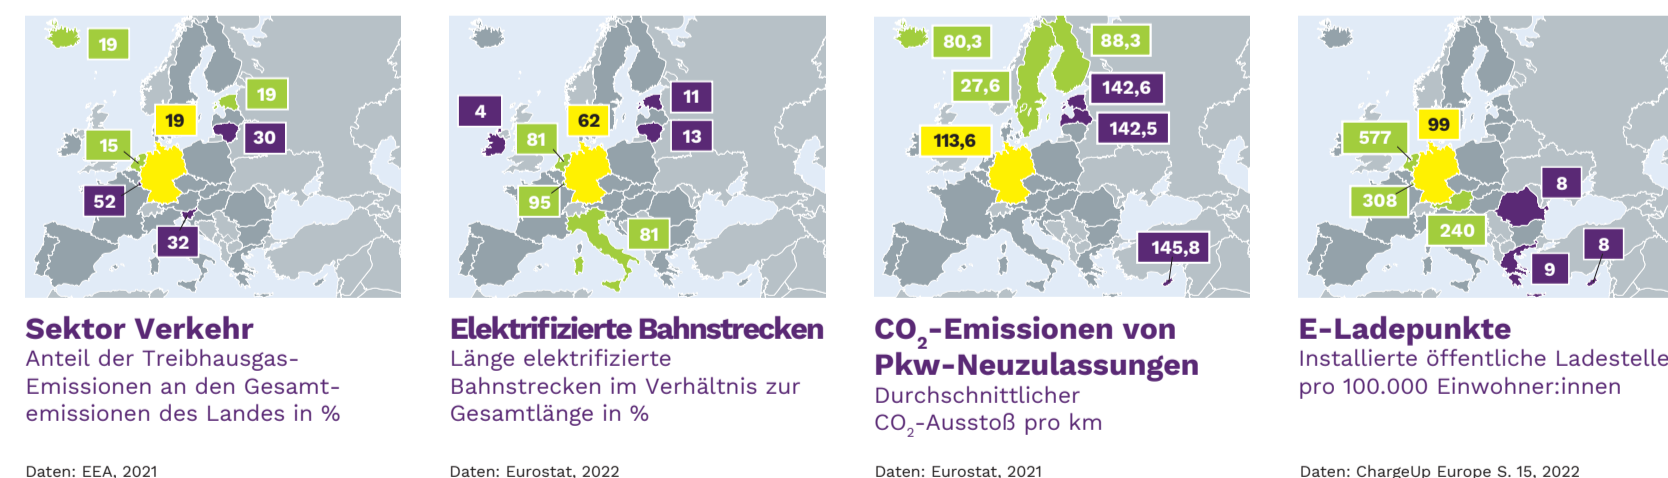 19
19
19
30
15
52
32
Sektor Verkehr
Anteil der Treibhausgas-
Emissionen an den Gesamt-
emissionen des Landes in %
Daten: EEA, 2021
4
11
62
13
81
95
81
Elektrifizierte Bahnstrecken
Länge elektrifizierte
Bahnstrecken im Verhältnis zur
Gesamtlänge in %
Daten: Eurostat, 2022
80,3
88,3
27,6
142,6
142,5
113,6
145,8
CO₂-Emissionen von
Pkw-Neuzulassungen
Durchschnittlicher
CO₂-Ausstoß pro km
Daten: Eurostat, 2021
577
99
308
8
240
8
9
E-Ladepunkte
Installierte öffentliche Ladestelle
pro 100.000 Einwohner:innen
Daten: ChargeUp Europe S. 15, 2022